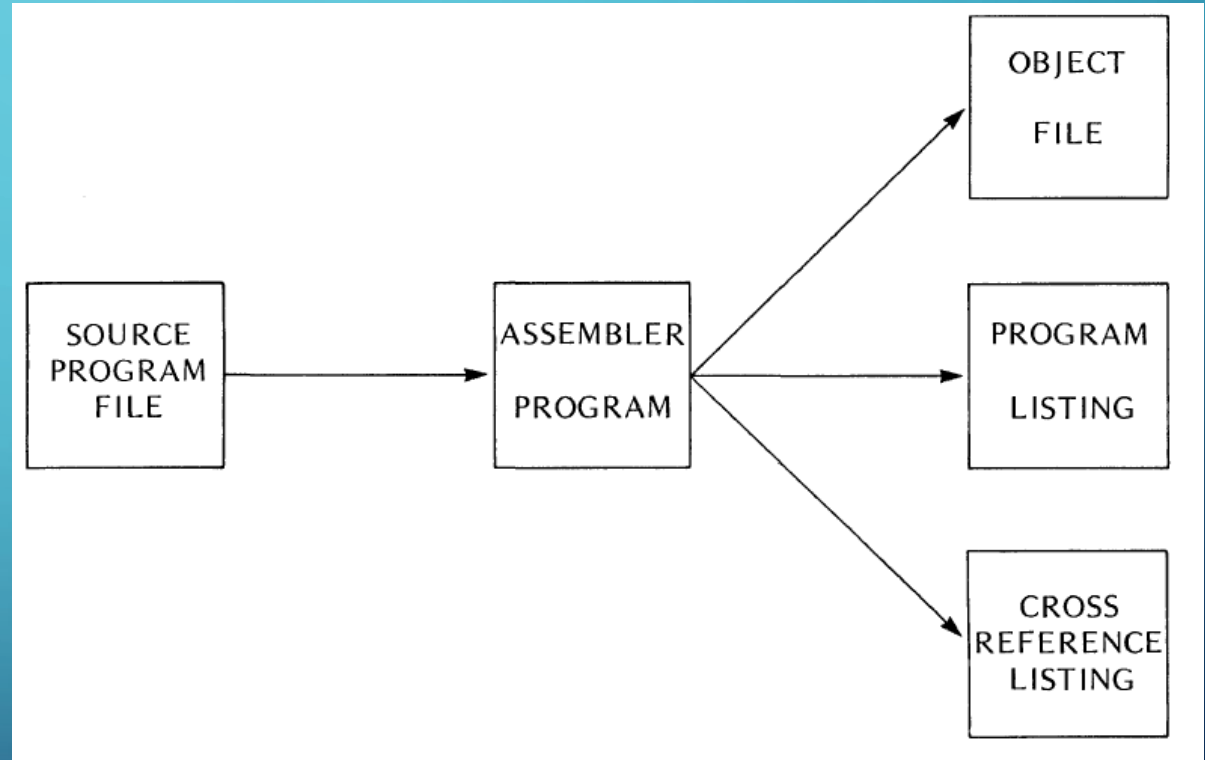 SOURCE
PROGRAM
FILE
ASSEMBLER
PROGRAM
OBJECT
FILE
PROGRAM
LISTING
CROSS
REFERENCE
LISTING